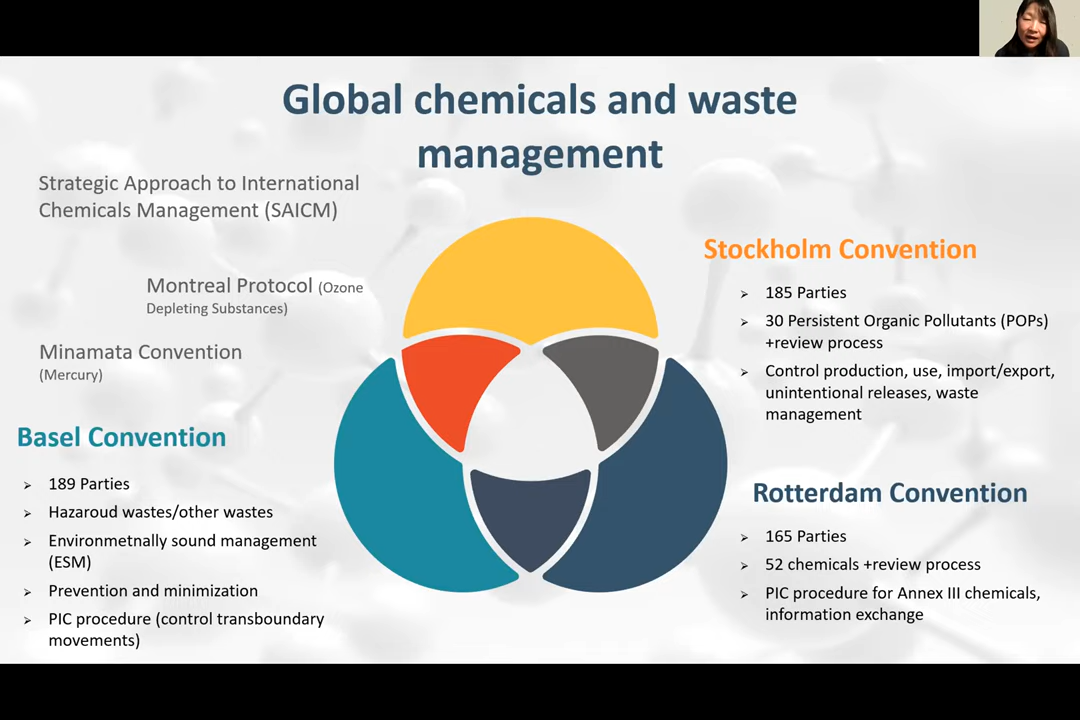 Global chemicals and waste
management
Strategic Approach to International
Chemicals Management (SAICM)
Montreal Protocol (Ozone
Depleting Substances)
Minamata Convention
(Mercury)
Basel Convention
189 Parties
Hazaroud wastes/other wastes
Environmetnally sound management
(ESM)
Prevention and minimization
PIC procedure (control transboundary
movements)
Stockholm Convention
185 Parties
30 Persistent Organic Pollutants (POPs)
+review process
Control production, use, import/export,
unintentional releases, waste
management
Rotterdam Convention
165 Parties
52 chemicals +review process
PIC procedure for Annex III chemicals,
information exchange